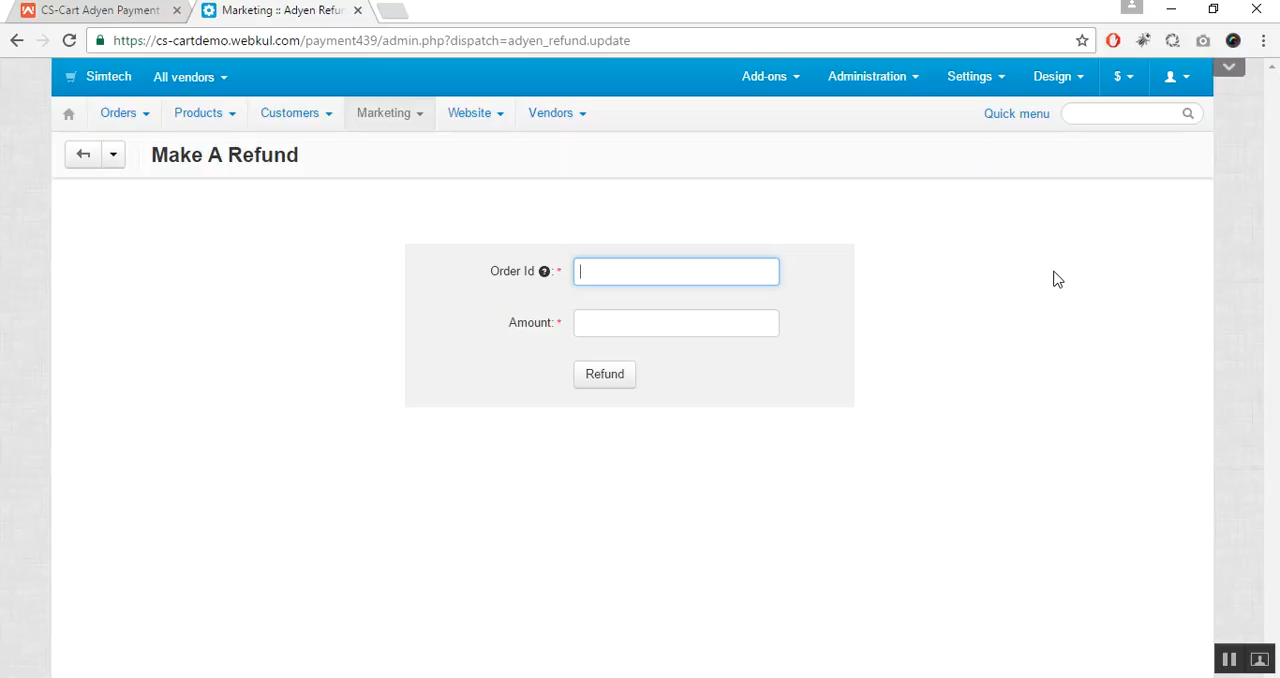 CS-Cart Adyen Payment
Marketing :: Adyen Refur
https://cs-cartdemo.webkul.com/payment439/admin.php?dispatch=adyen_refund.update
Simtech All vendors Add-ons Administration Settings Design $
Orders Products Customers Marketing Website Vendors Quick menu
Make A Refund
Order Id ?: *
Amount: *
Refund